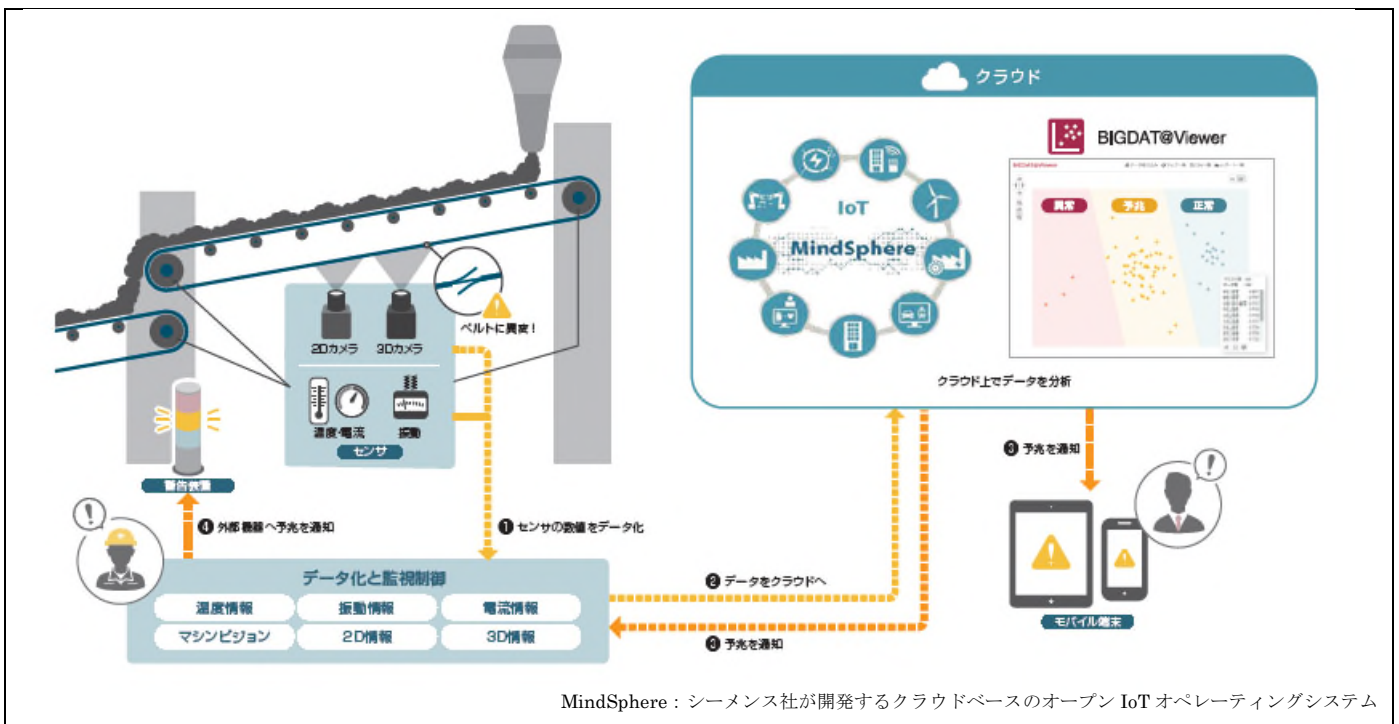 クラウド
BIGDAT@Viewer
BIGDAT@Viewer
IoT
MindSphere
異常
予兆
正常
クラウド上でデータを分析
ベルトに異変!
2Dカメラ
3Dカメラ
温度・電流
振動
センサ
警告装置
❹ 外部機器へ予兆を通知
❶ センサの数値をデータ化
❸ 予兆を通知
データ化と監視制御
温度情報
振動情報
電流情報
マシンビジョン
2D情報
3D情報
❷ データをクラウドへ
❸ 予兆を通知
モバイル端末
MindSphere:シーメンス社が開発するクラウドベースのオープン IoT オペレーティングシステム